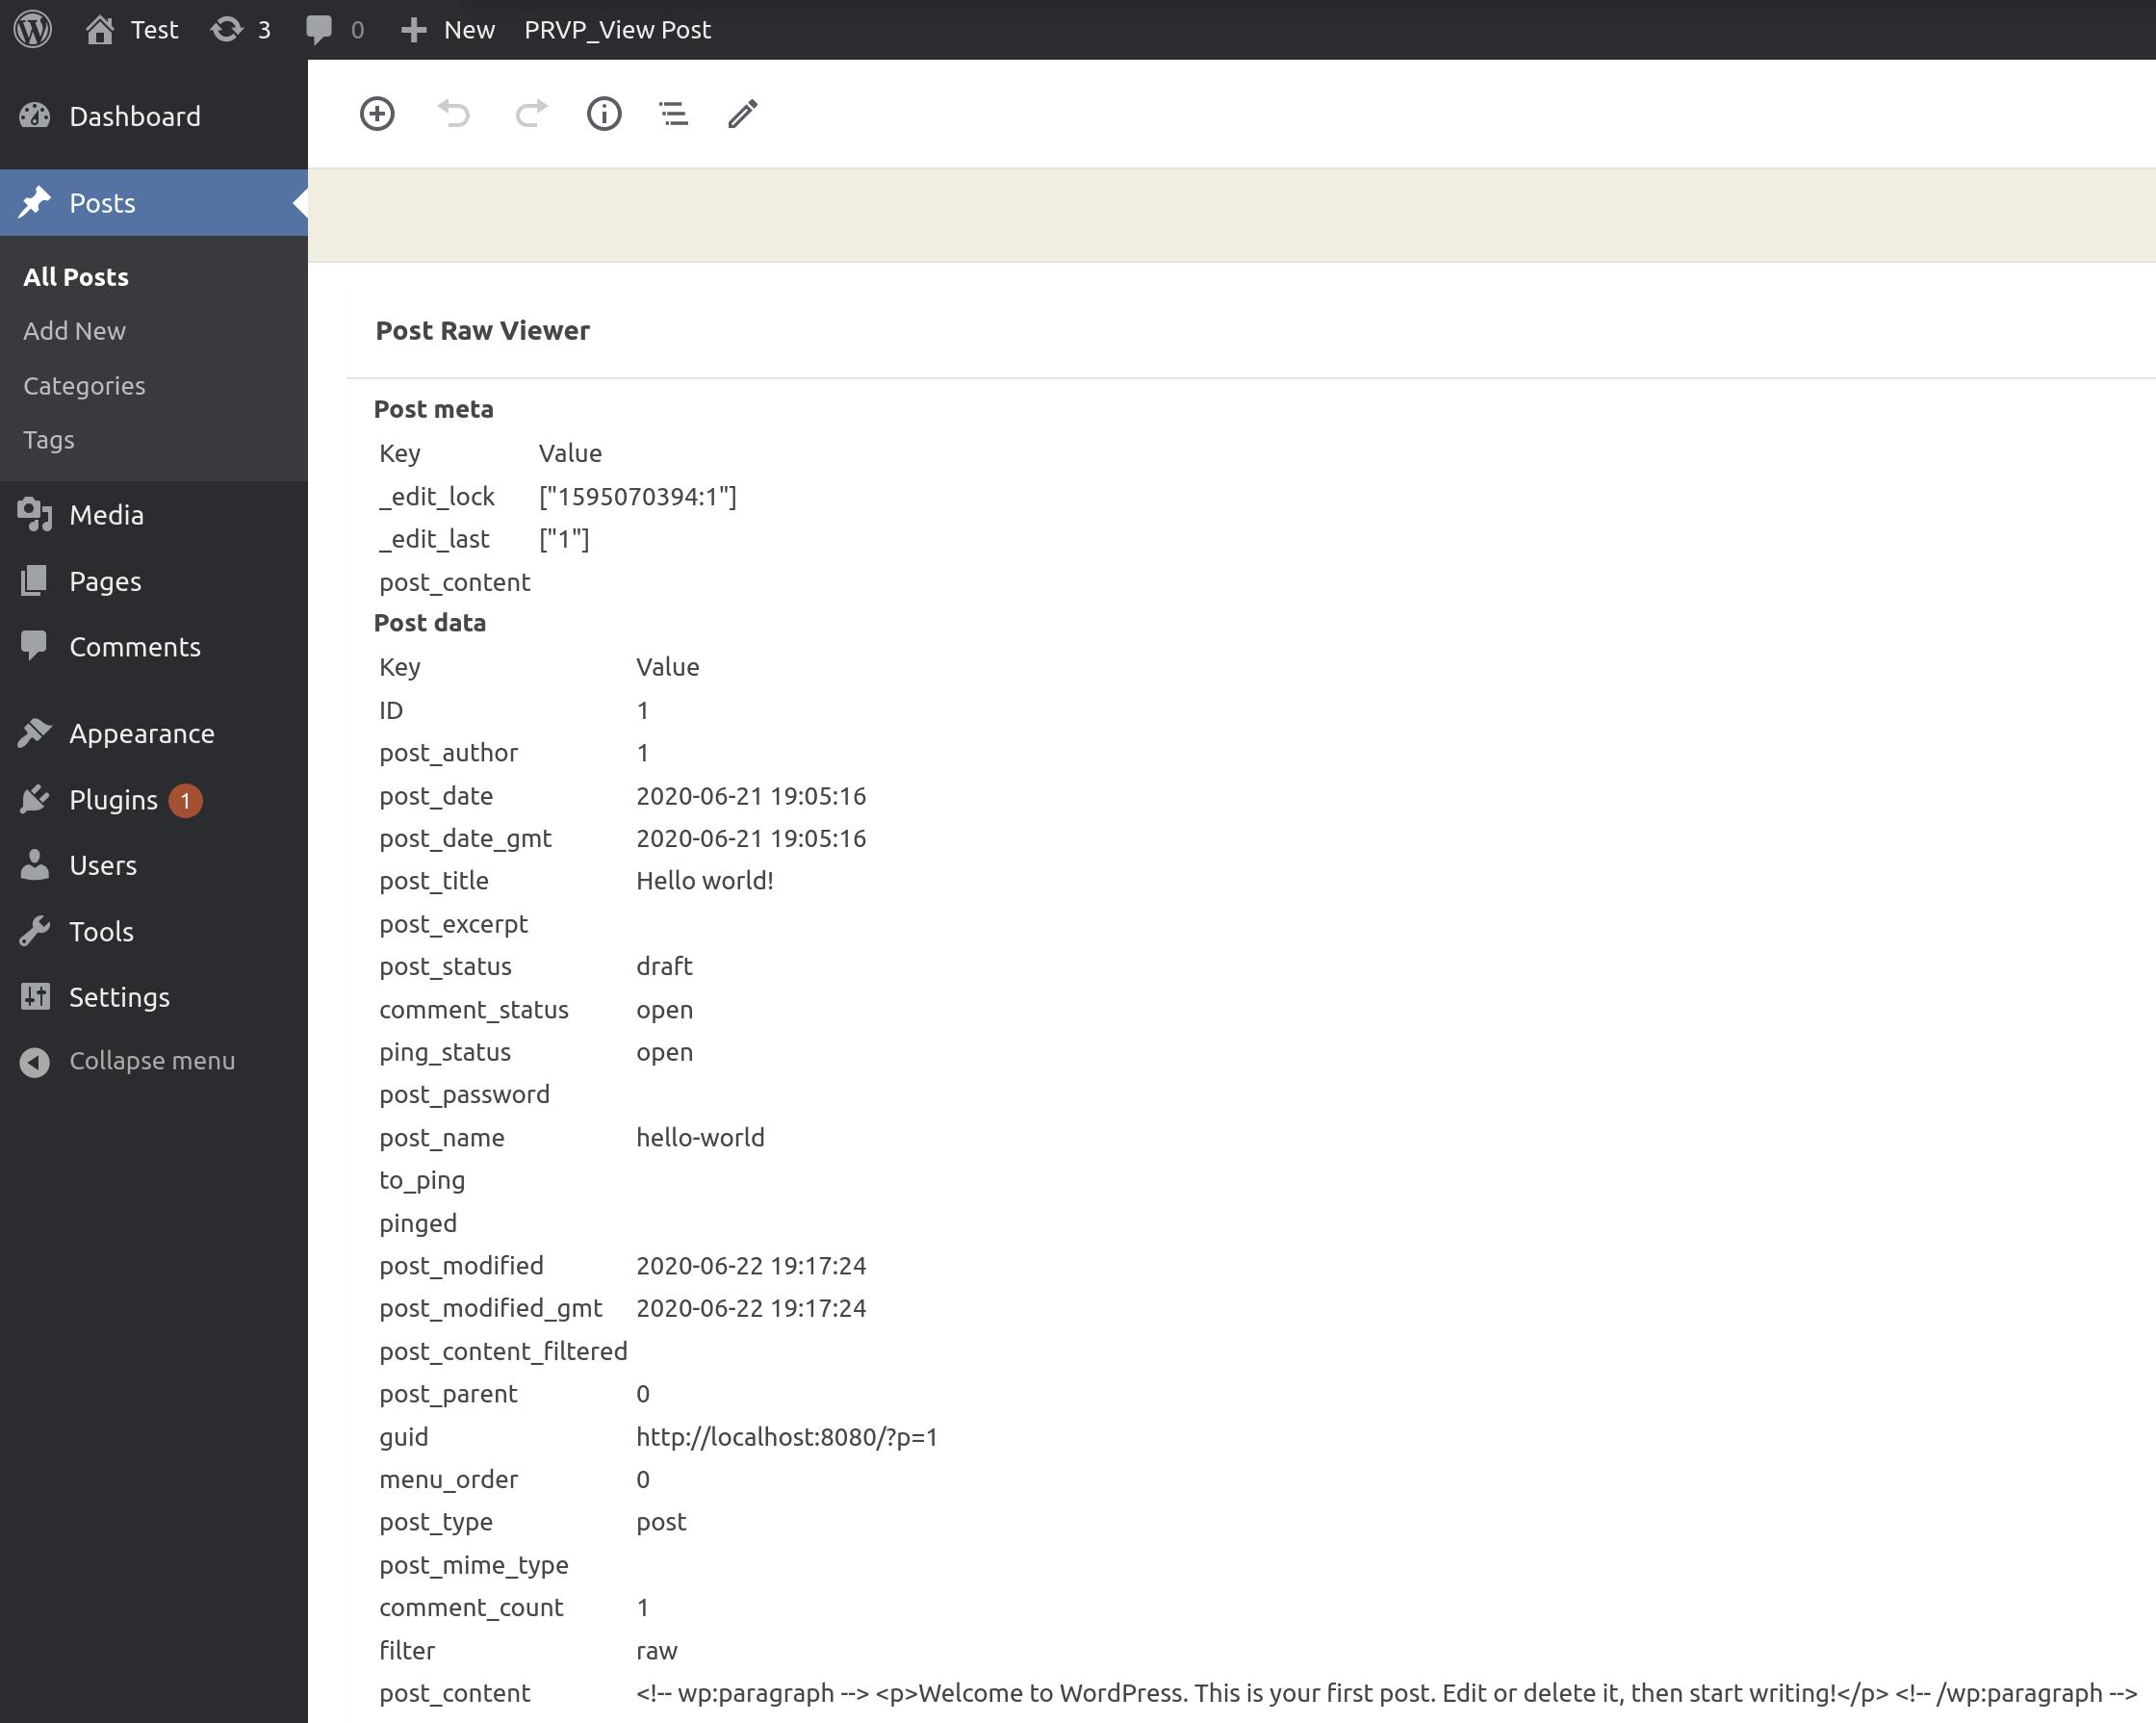 Test 3 0 New PRVP_View Post
Dashboard
Posts
All Posts
Add New
Categories
Tags
Media
Pages
Comments
Appearance
Plugins 1
Users
Tools
Settings
Collapse menu
Post Raw Viewer
Post meta
Key Value
_edit_lock ["1595070394:1"]
_edit_last ["1"]
post_content
Post data
Key Value
ID 1
post_author 1
post_date 2020-06-21 19:05:16
post_date_gmt 2020-06-21 19:05:16
post_title Hello world!
post_excerpt
post_status draft
comment_status open
ping_status open
post_password
post_name hello-world
to_ping
pinged
post_modified 2020-06-22 19:17:24
post_modified_gmt 2020-06-22 19:17:24
post_content_filtered
post_parent 0
guid http://localhost:8080/?p=1
menu_order 0
post_type post
post_mime_type
comment_count 1
filter raw
post_content <!-- wp:paragraph --> <p>Welcome to WordPress. This is your first post. Edit or delete it, then start writing!</p> <!-- /wp:paragraph -->